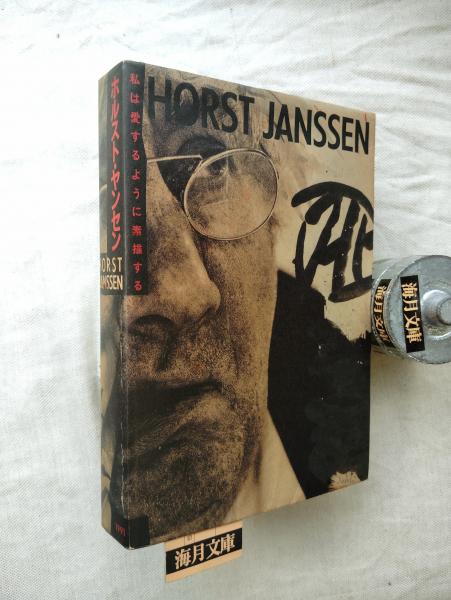 HORST JANSSEN
私は愛するように素描する
ホルスト・ヤンセン
HORST
JANSSEN
1991
海月文庫
海月文庫